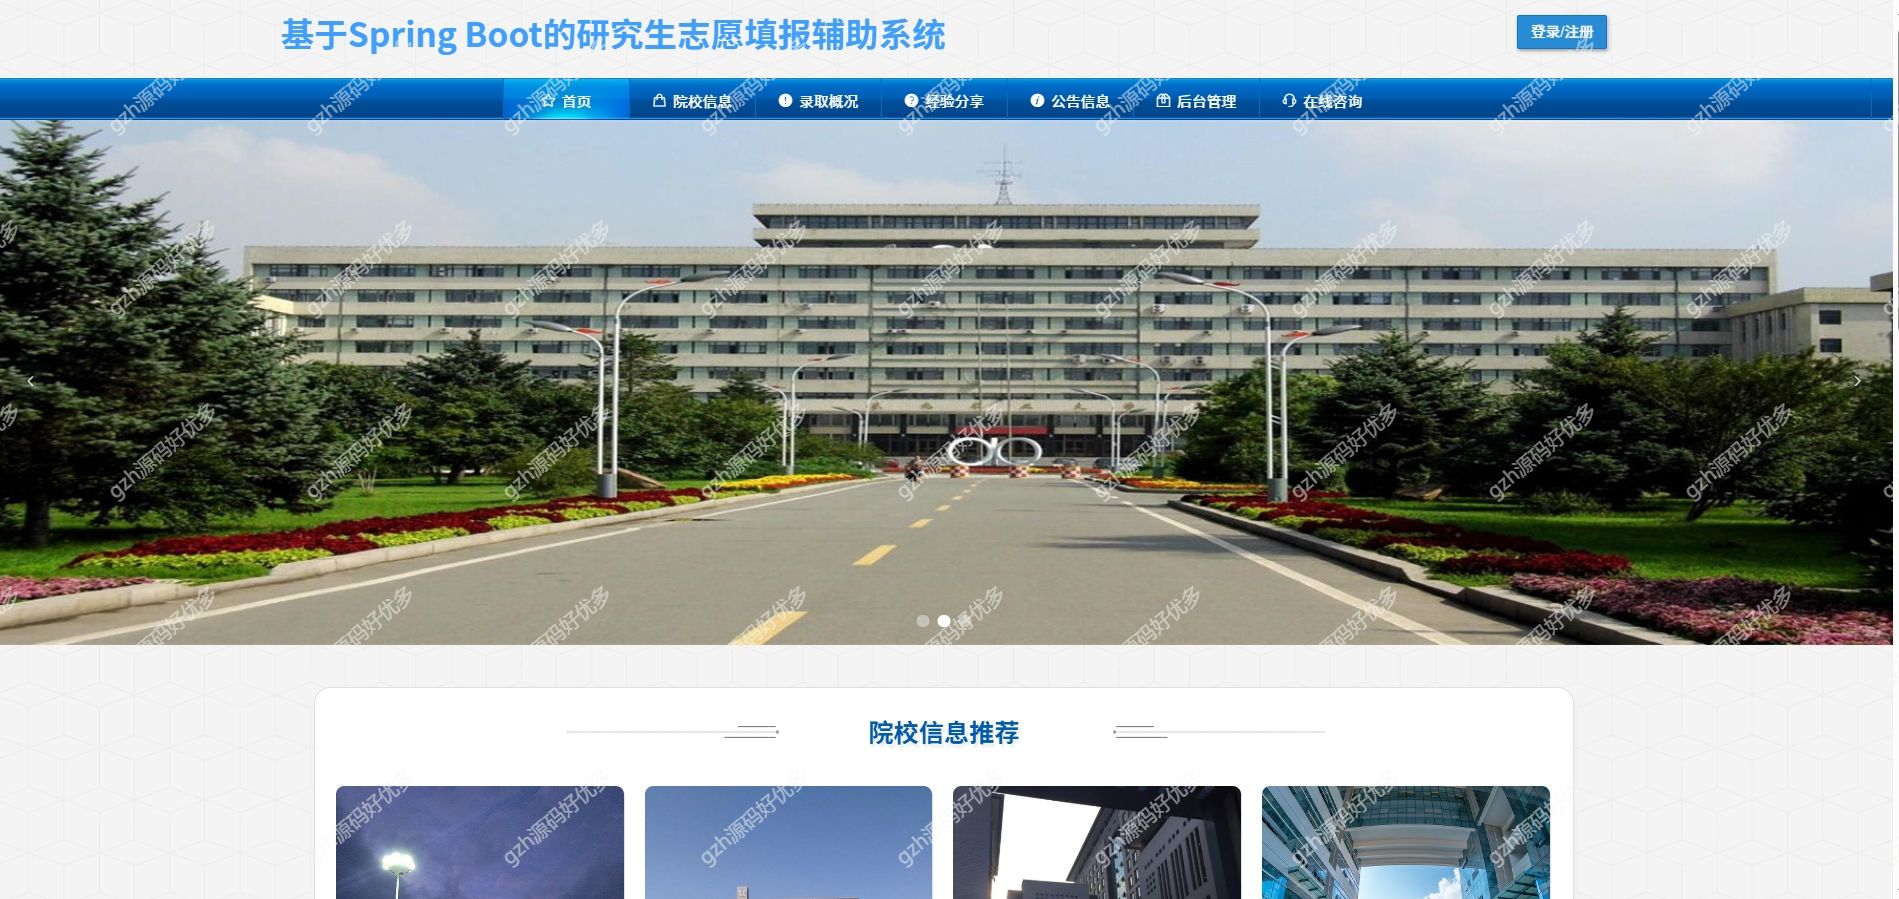 基于Spring Boot的研究生志愿填报辅助系统
登录/注册
首页
院校信息
录取概况
经验分享
公告信息
后台管理
在线咨询
院校信息推荐
gzh源码好优多